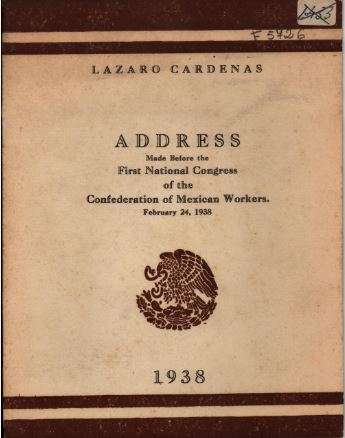 F 5726
LAZARO CARDENAS
ADDRESS
Made Before the
First National Congress
of the
Confederation of Mexican Workers.
February 24, 1938
1938